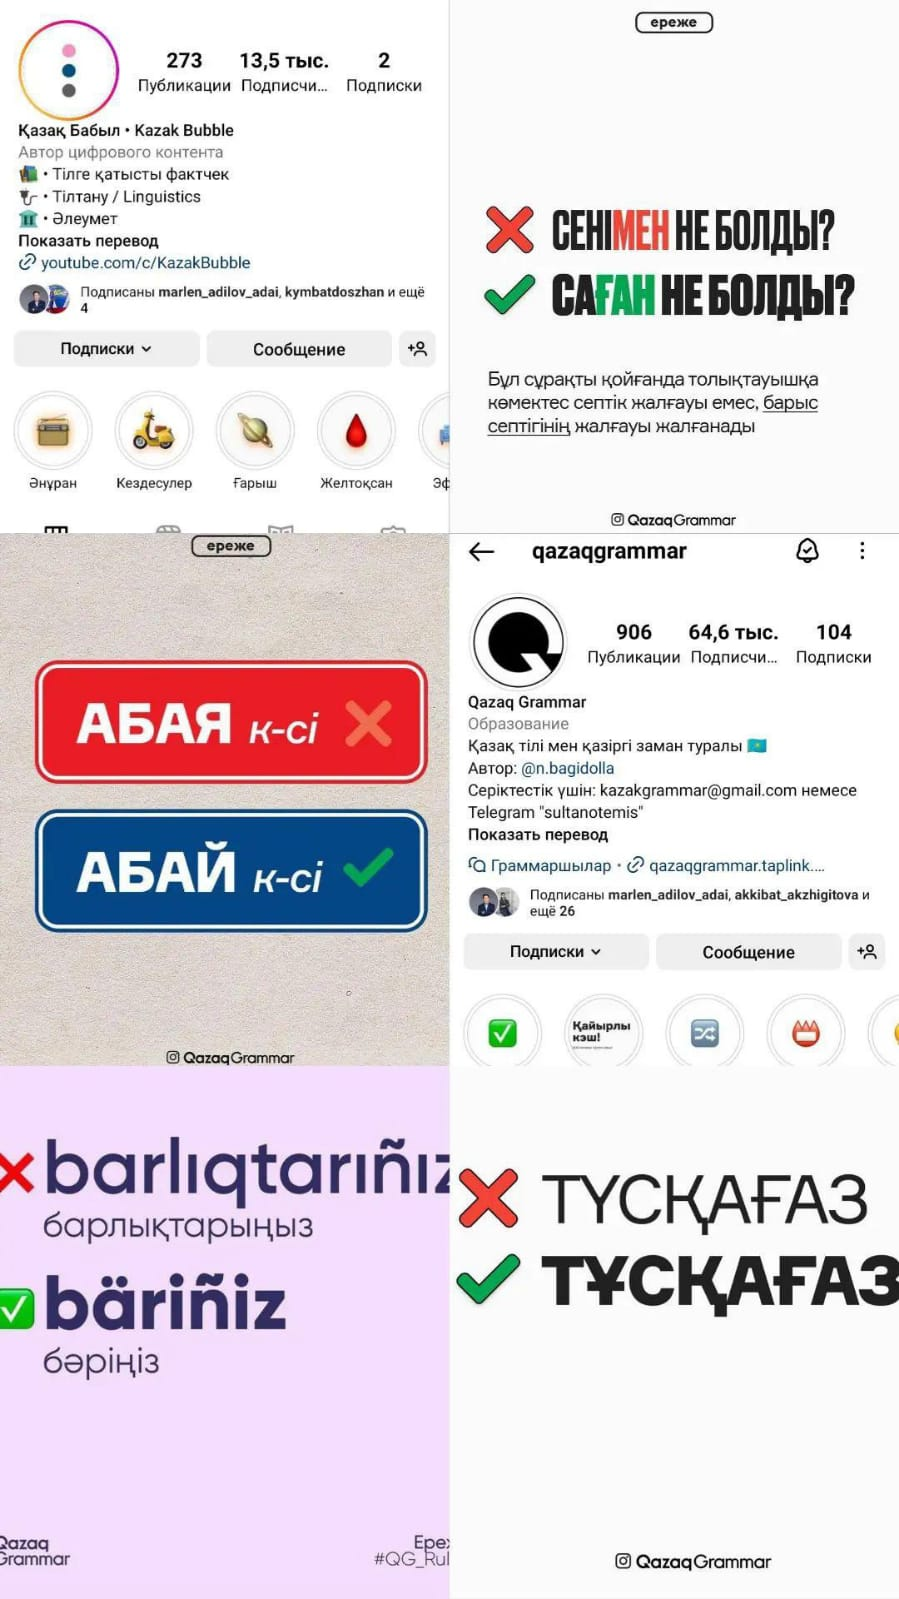 273 13,5 тыс. 2
Публикации Подписчи... Подписки
Қазақ Бабыл • Kazak Bubble
Автор цифрового контента
• Тілге қатысты фактчек
• Тілтану / Linguistics
• Әлеумет
Показать перевод
youtube.com/c/KazakBubble
Подписаны marlen_adilov_adai, kymbatdoszhan и ещё
4
Подписки Сообщение
Әнұран Кездесулер Ғарыш Желтоқсан Эф
ереже
СЕНІМЕН НЕ БОЛДЫ?
САҒАН НЕ БОЛДЫ?
Бұл сұрақты қойғанда толықтауышқа
көмектес септік жалғауы емес, барыс
септігінің жалғауы жалғанады
QazaqGrammar
ереже
АБАЯ к-сі
АБАЙ к-сі
QazaqGrammar
qazaqgrammar
906 64,6 тыс. 104
Публикации Подписчи... Подписки
Qazaq Grammar
Образование
Қазақ тілі мен қазіргі заман туралы
Автор: @n.bagidolla
Серіктестік үшін: kazakgrammar@gmail.com немесе
Telegram "sultanotemis"
Показать перевод
Граммаршылар • qazaqgrammar.taplink....
Подписаны marlen_adilov_adai, akkibat_akzhigitova и
ещё 26
Подписки Сообщение
Қайырлы
кэш!
barlıqtarıñız
барлықтарыңыз
bäriñiz
бәріңіз
Qazaq
Grammar
Ереж
#QG_Rul
ТҮСҚАҒАЗ
ТҰСҚАҒАЗ
QazaqGrammar